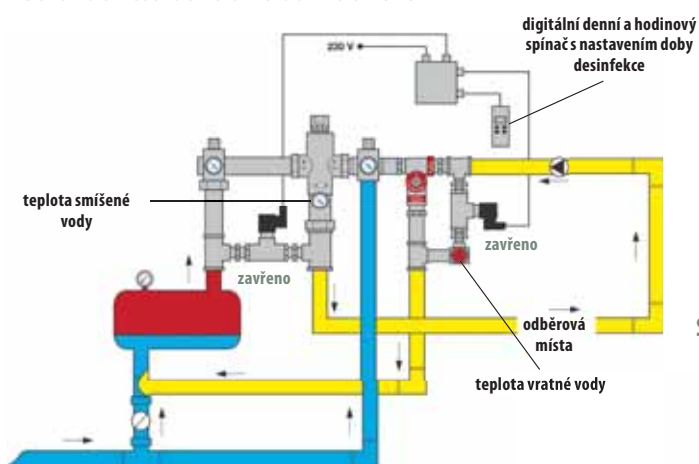 digitální denní a hodinový
spínač s nastavením doby
desinfekce
230 V
teplota smíšené
vody
zavřeno
zavřeno
odběrová
místa
teplota vratné vody